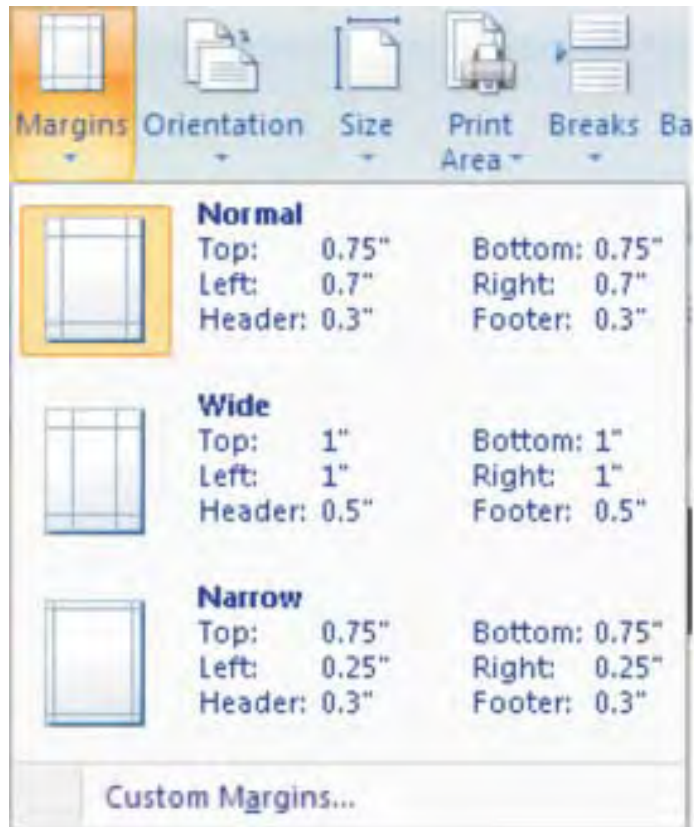 Margins Orientation Size Print Area Breaks Ba
Normal
Top: 0.75" Bottom: 0.75"
Left: 0.7" Right: 0.7"
Header: 0.3" Footer: 0.3"
Wide
Top: 1" Bottom: 1"
Left: 1" Right: 1"
Header: 0.5" Footer: 0.5"
Narrow
Top: 0.75" Bottom: 0.75"
Left: 0.25" Right: 0.25"
Header: 0.3" Footer: 0.3"
Custom Margins...